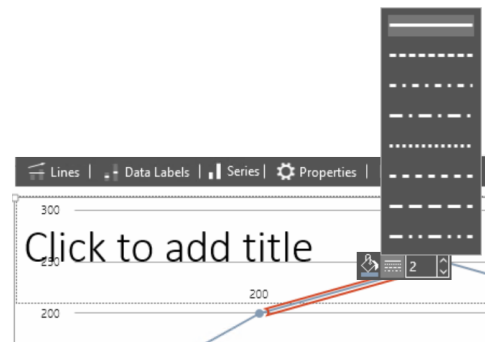 Lines | Data Labels | Series | Properties |
300
Click to add title
250
2
200
200